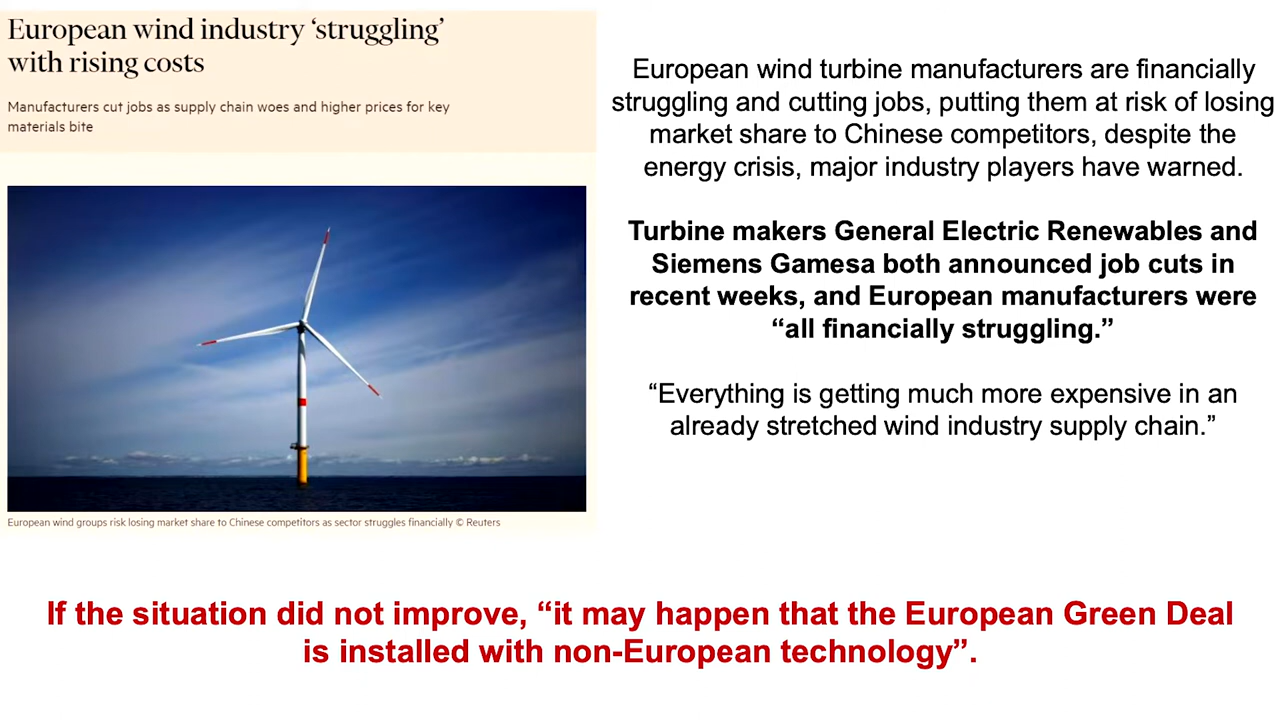 European wind industry ‘struggling’
with rising costs
Manufacturers cut jobs as supply chain woes and higher prices for key
materials bite
European wind groups risk losing market share to Chinese competitors as sector struggles financially © Reuters
European wind turbine manufacturers are financially
struggling and cutting jobs, putting them at risk of losing
market share to Chinese competitors, despite the
energy crisis, major industry players have warned.
Turbine makers General Electric Renewables and
Siemens Gamesa both announced job cuts in
recent weeks, and European manufacturers were
“all financially struggling.”
“Everything is getting much more expensive in an
already stretched wind industry supply chain.”
If the situation did not improve, “it may happen that the European Green Deal
is installed with non-European technology”.